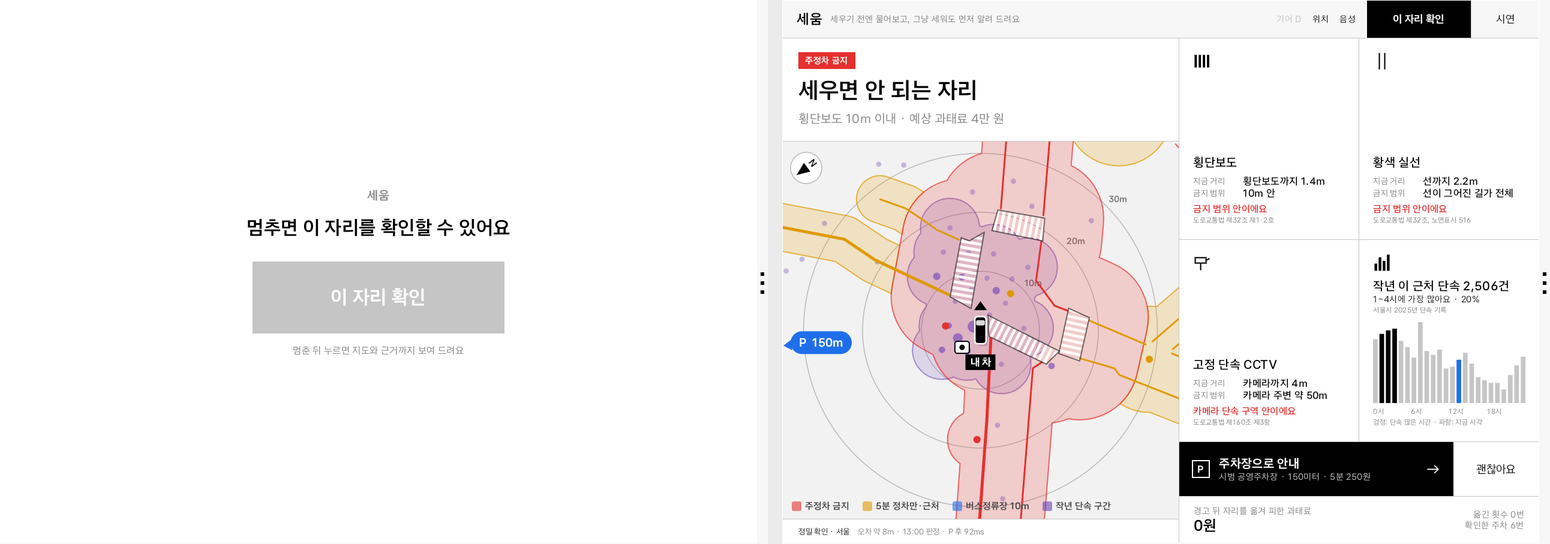 세움
멈추면 이 자리를 확인할 수 있어요
이 자리 확인
멈춘 뒤 누르면 지도와 근거까지 보여 드려요
세움 세우기 전엔 물어보고, 그냥 세워도 먼저 알려 드려요
기어 D 위치 음성 이 자리 확인 시연
주정차 금지
세우면 안 되는 자리
횡단보도 10m 이내 · 예상 과태료 4만 원
N
30m
20m
10m
P 150m
내 차
주정차 금지 5분 정차만·근처 버스정류장 10m 작년 단속 구간
정밀 확인 · 서울 오차 약 8m · 13:00 판정 · P 후 92ms
횡단보도
지금 거리 횡단보도까지 1.4m
금지 범위 10m 안
금지 범위 안이에요
도로교통법 제32조 제1·2호
황색 실선
지금 거리 선까지 2.2m
금지 범위 선이 그어진 길가 전체
금지 범위 안이에요
도로교통법 제32조, 노면표시 516
고정 단속 CCTV
지금 거리 카메라까지 4m
금지 범위 카메라 주변 약 50m
카메라 단속 구역 안이에요
도로교통법 제160조 제3항
작년 이 근처 단속 2,506건
1~4시에 가장 많아요 · 20%
서울시 2025년 단속 기록
0시 6시 12시 18시
검정: 단속 많은 시간 · 파랑: 지금 시각
P 주차장으로 안내 →
시범 공영주차장 · 150미터 · 5분 250원
괜찮아요
경고 뒤 자리를 옮겨 피한 과태료
0원
옮긴 횟수 0번
확인한 주차 6번